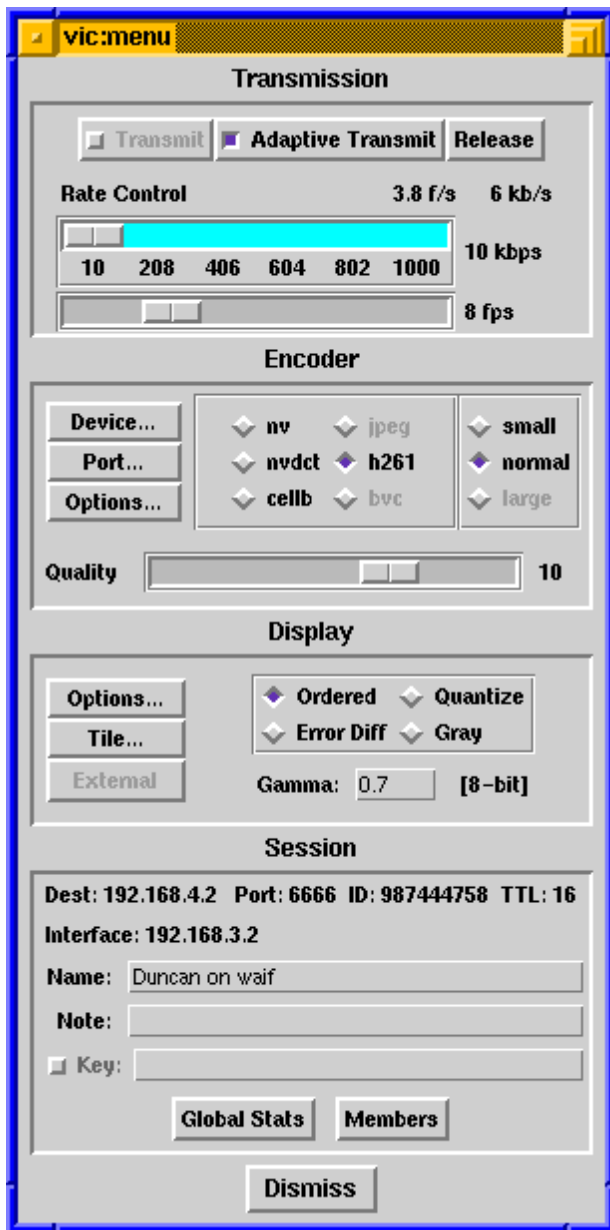 vic:menu
Transmission
Transmit Adaptive Transmit Release
Rate Control 3.8 f/s 6 kb/s
10 kbps
10 208 406 604 802 1000
8 fps
Encoder
Device... nv jpeg small
Port... nvdct h261 normal
Options... cellb bvc large
Quality 10
Display
Options... Ordered Quantize
Tile... Error Diff Gray
External Gamma: 0.7 [8-bit]
Session
Dest: 192.168.4.2 Port: 6666 ID: 987444758 TTL: 16
Interface: 192.168.3.2
Name: Duncan on waif
Note:
Key:
Global Stats Members
Dismiss